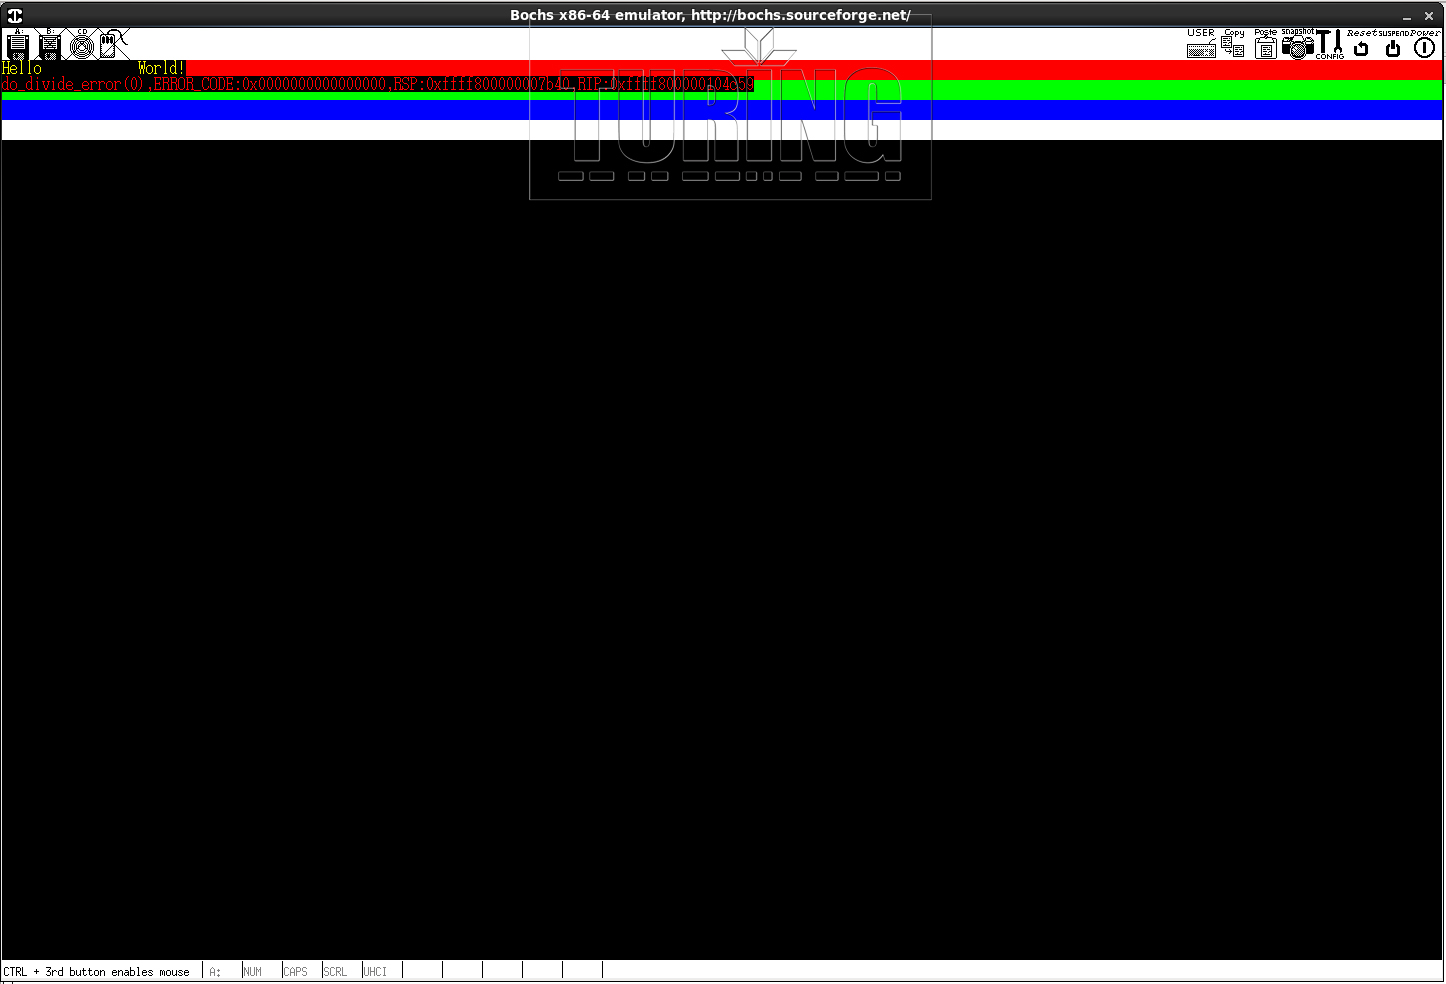 Bochs x86-64 emulator, http://bochs.sourceforge.net/
A: B: CD USER Copy Paste snapshot CONFIG Reset SUSPEND Power
Hello World!
do_divide_error(0),ERROR_CODE:0x0000000000000000,RSP:0xffff800000007b40,RIP:0xffff800000104c59
TURING
CTRL + 3rd button enables mouse A: NUM CAPS SCRL UHCI